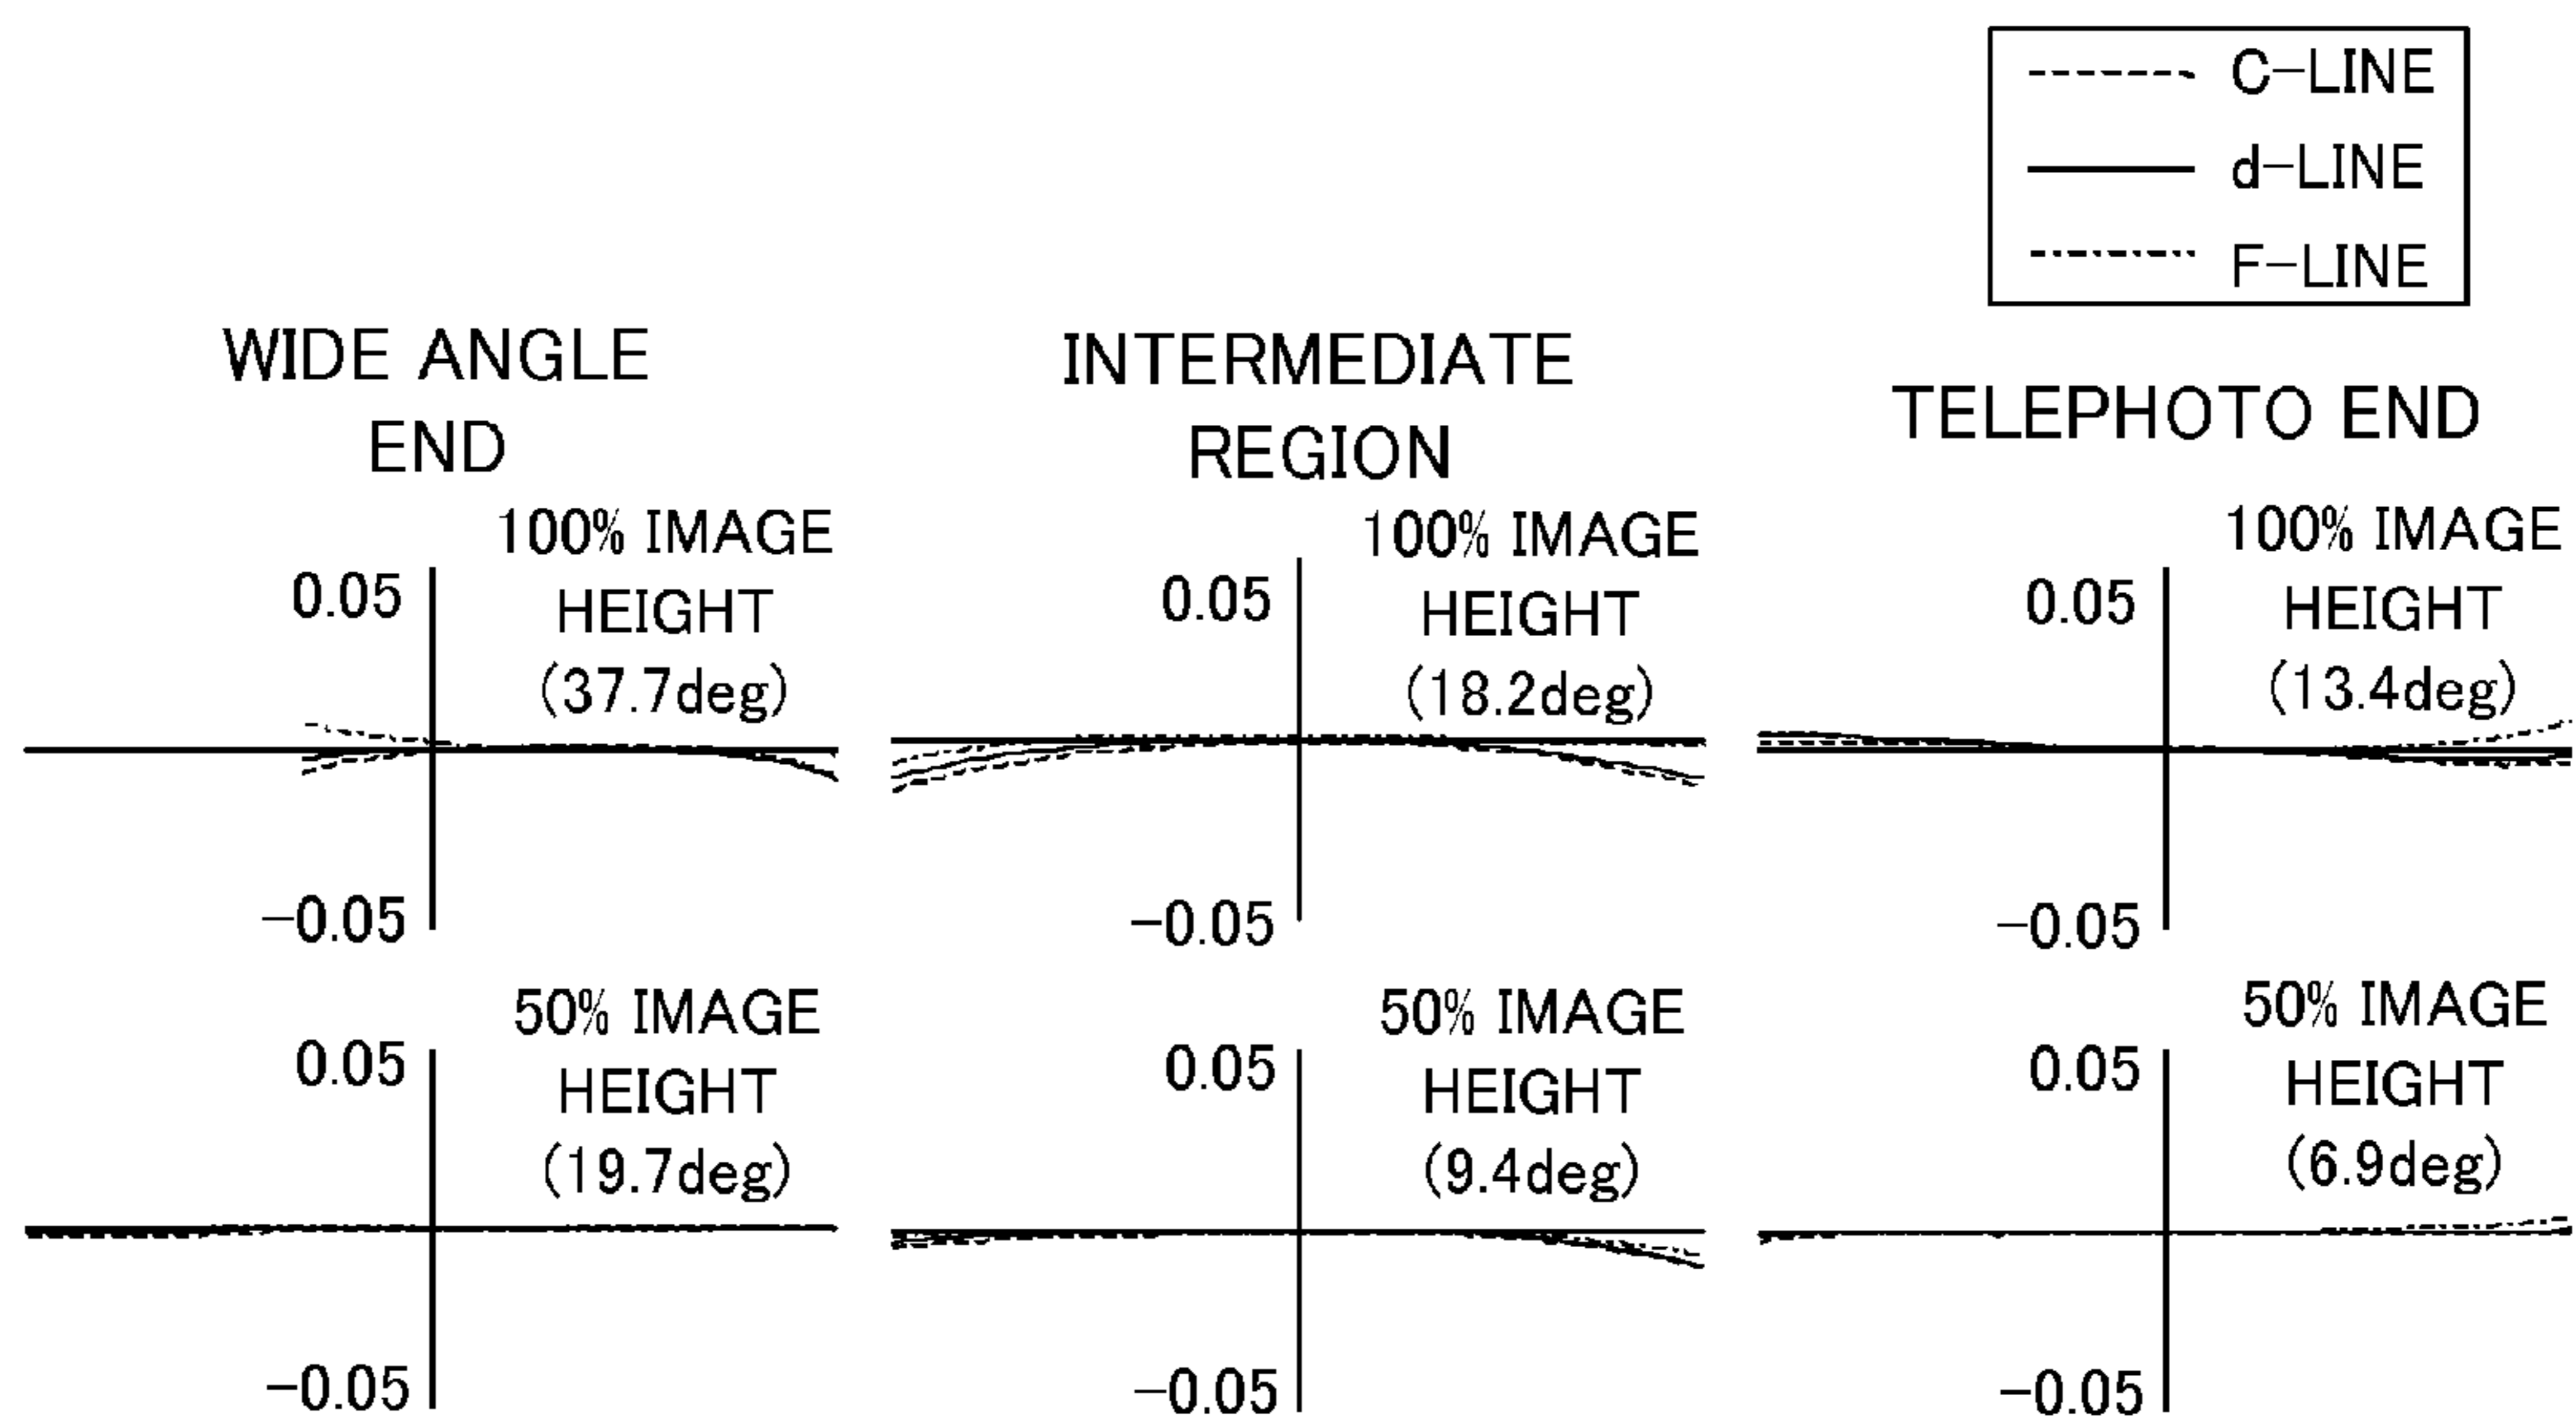 C-LINE
d-LINE
F-LINE
WIDE ANGLE
END
INTERMEDIATE
REGION
TELEPHOTO END
100% IMAGE
HEIGHT
(37.7deg)
0.05
-0.05
100% IMAGE
HEIGHT
(18.2deg)
0.05
-0.05
100% IMAGE
HEIGHT
(13.4deg)
0.05
-0.05
50% IMAGE
HEIGHT
(19.7deg)
0.05
-0.05
50% IMAGE
HEIGHT
(9.4deg)
0.05
-0.05
50% IMAGE
HEIGHT
(6.9deg)
0.05
-0.05